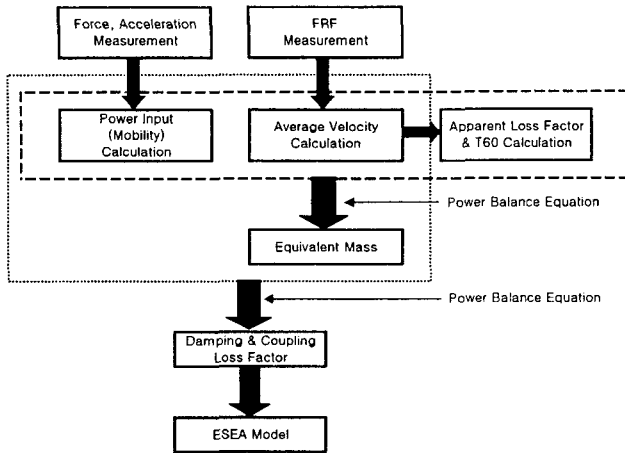 Force, Acceleration
Measurement
FRF
Measurement
Power Input
(Mobility)
Calculation
Average Velocity
Calculation
Apparent Loss Factor
& T60 Calculation
Power Balance Equation
Equivalent Mass
Power Balance Equation
Damping & Coupling
Loss Factor
ESEA Model